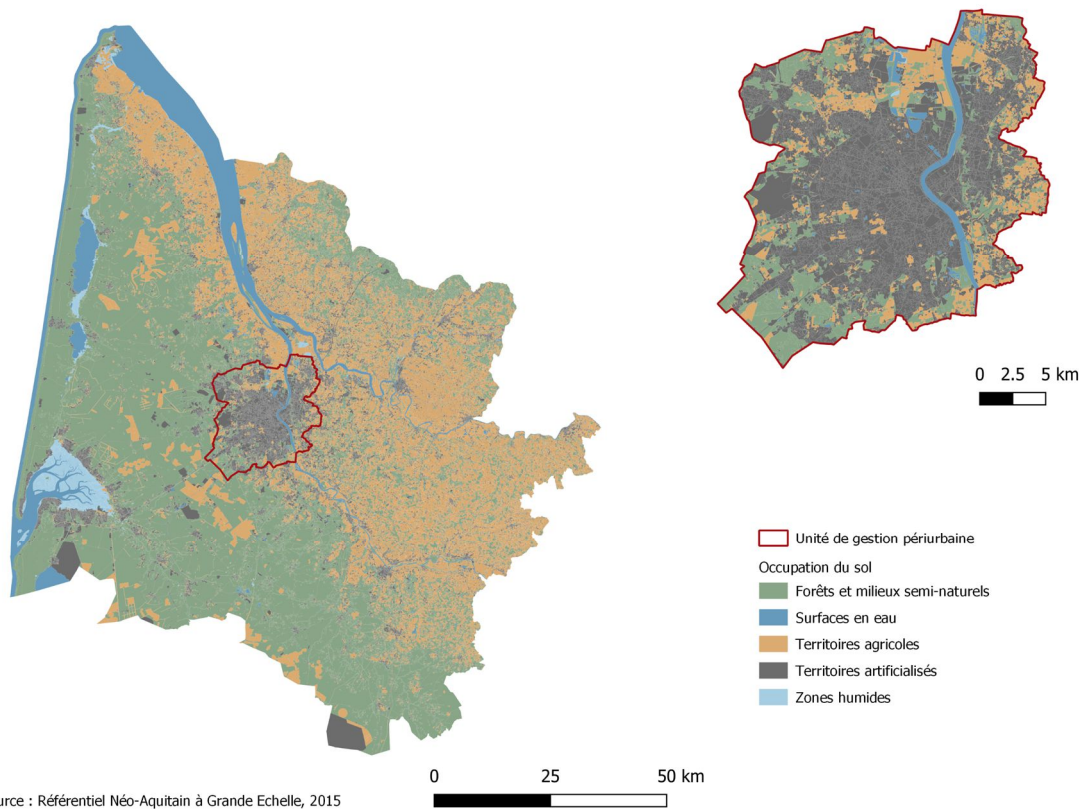 0 2.5 5 km
Unité de gestion périurbaine
Occupation du sol
Forêts et milieux semi-naturels
Surfaces en eau
Territoires agricoles
Territoires artificialisés
Zones humides
0 25 50 km
urce : Référentiel Néo-Aquitain à Grande Echelle, 2015